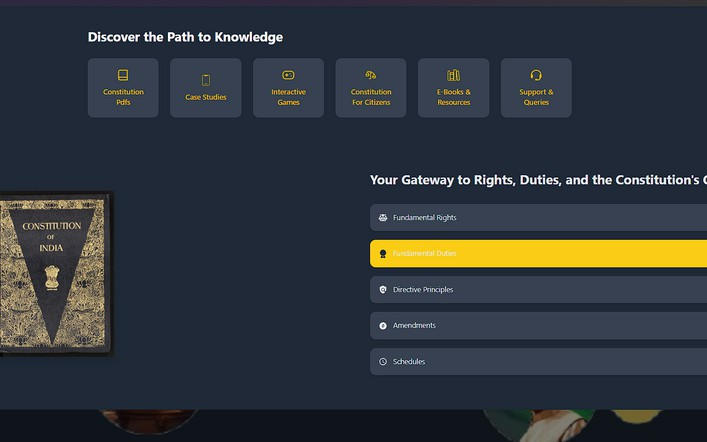 Discover the Path to Knowledge
Constitution
Pdfs
Case Studies
Interactive
Games
Constitution
For Citizens
E-Books &
Resources
Support &
Queries
Your Gateway to Rights, Duties, and the Constitution's
CONSTITUTION
OF
INDIA
Fundamental Rights
Fundamental Duties
Directive Principles
Amendments
Schedules